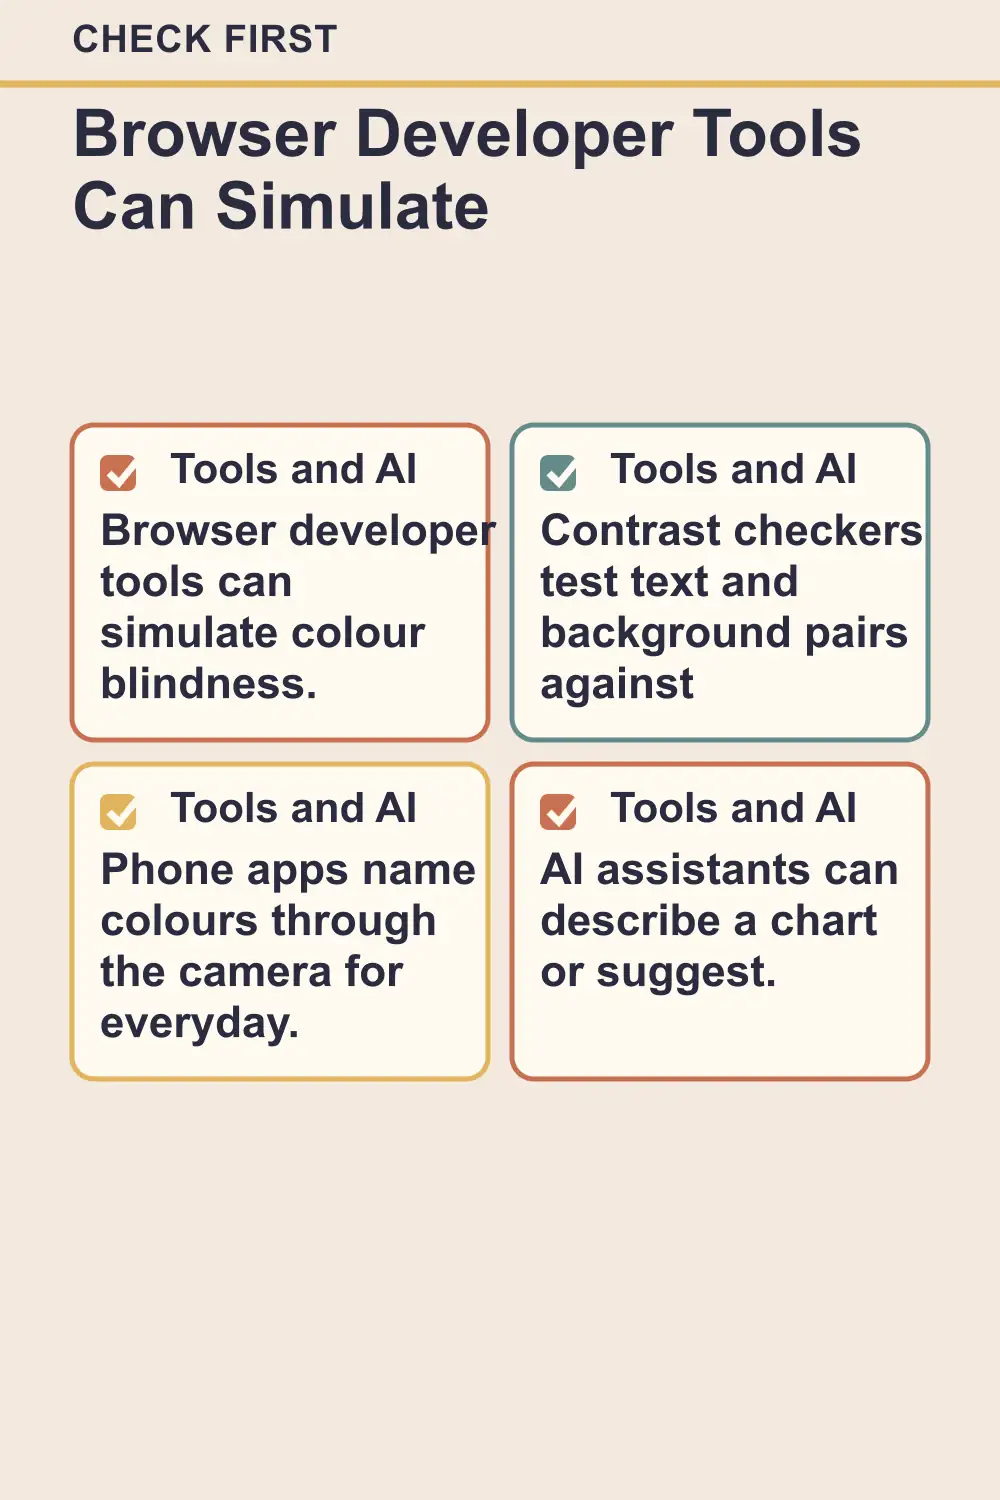 CHECK FIRST
Browser Developer Tools
Can Simulate
Tools and AI
Browser developer
tools can
simulate colour
blindness.
Tools and AI
Contrast checkers
test text and
background pairs
against
Tools and AI
Phone apps name
colours through
the camera for
everyday.
Tools and AI
AI assistants can
describe a chart
or suggest.